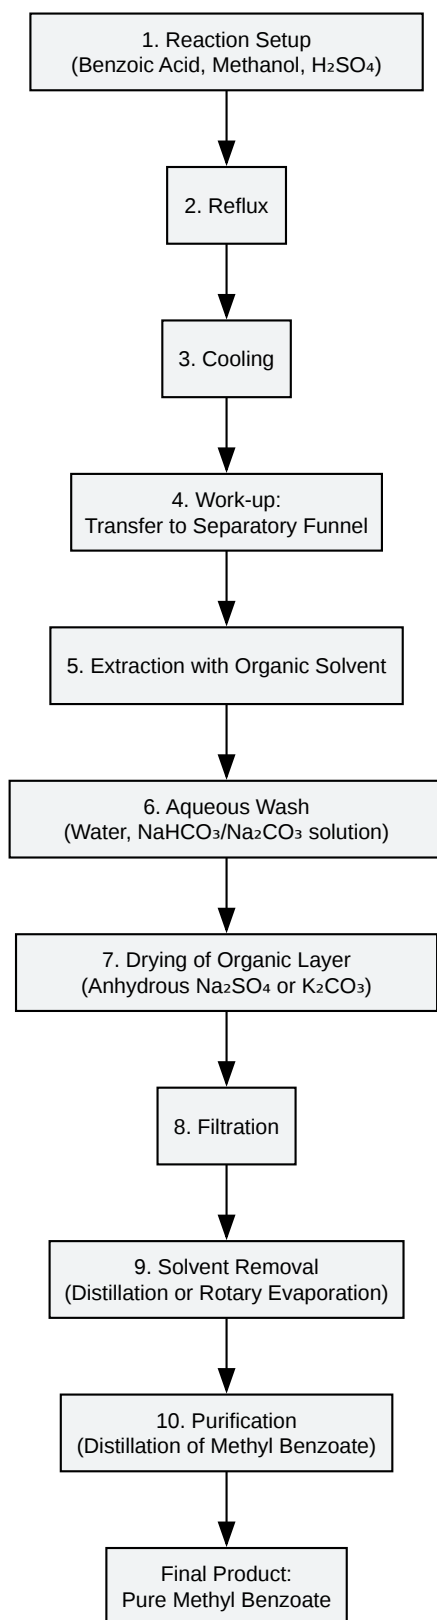 1. Reaction Setup
(Benzoic Acid, Methanol, H₂SO₄)
2. Reflux
3. Cooling
4. Work-up:
Transfer to Separatory Funnel
5. Extraction with Organic Solvent
6. Aqueous Wash
(Water, NaHCO₃/Na₂CO₃ solution)
7. Drying of Organic Layer
(Anhydrous Na₂SO₄ or K₂CO₃)
8. Filtration
9. Solvent Removal
(Distillation or Rotary Evaporation)
10. Purification
(Distillation of Methyl Benzoate)
Final Product:
Pure Methyl Benzoate